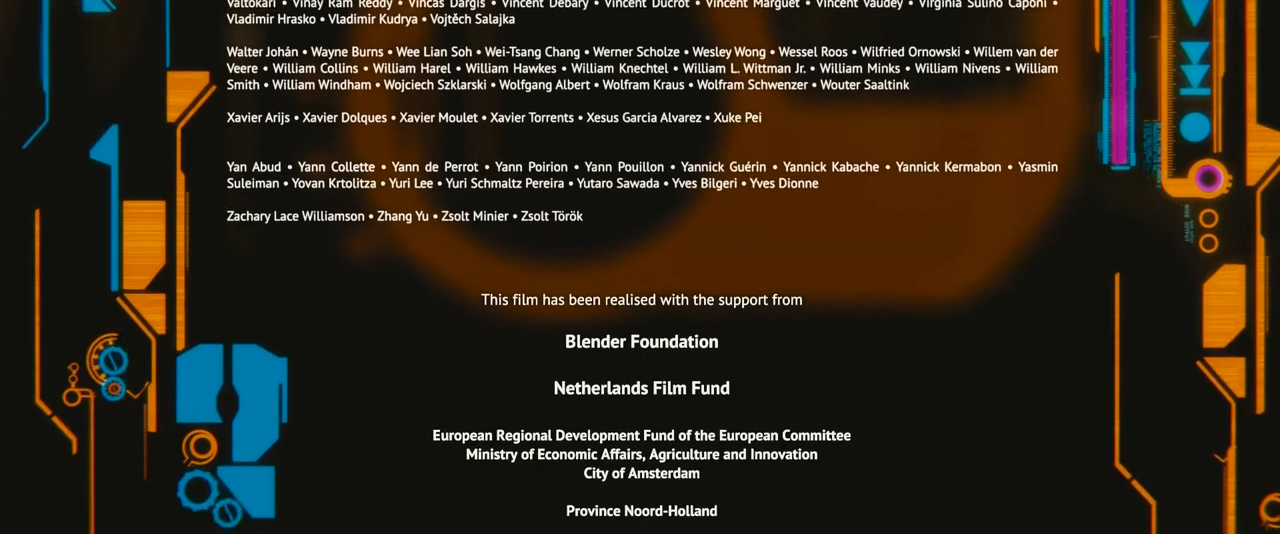 Valtokari • Vinay Ram Reddy • Vincas Dargis • Vincent Debary • Vincent Ducrot • Vincent Marguet • Vincent Vaudey • Virginia Sulino Caponi •
Vladimir Hrasko • Vladimir Kudrya • Vojtěch Salajka
Walter Johán • Wayne Burns • Wee Lian Soh • Wei-Tsang Chang • Werner Scholze • Wesley Wong • Wessel Roos • Wilfried Ornowski • Willem van der
Veere • William Collins • William Harel • William Hawkes • William Knechtel • William L. Wittman Jr. • William Minks • William Nivens • William
Smith • William Windham • Wojciech Szklarski • Wolfgang Albert • Wolfram Kraus • Wolfram Schwenzer • Wouter Saaltink
Xavier Arijs • Xavier Dolques • Xavier Moulet • Xavier Torrents • Xesus Garcia Alvarez • Xuke Pei
Yan Abud • Yann Collette • Yann de Perrot • Yann Poirion • Yann Pouillon • Yannick Guérin • Yannick Kabache • Yannick Kermabon • Yasmin
Suleiman • Yovan Krtolitza • Yuri Lee • Yuri Schmaltz Pereira • Yutaro Sawada • Yves Bilgeri • Yves Dionne
Zachary Lace Williamson • Zhang Yu • Zsolt Minier • Zsolt Török
This film has been realised with the support from
Blender Foundation
Netherlands Film Fund
European Regional Development Fund of the European Committee
Ministry of Economic Affairs, Agriculture and Innovation
City of Amsterdam
Province Noord-Holland